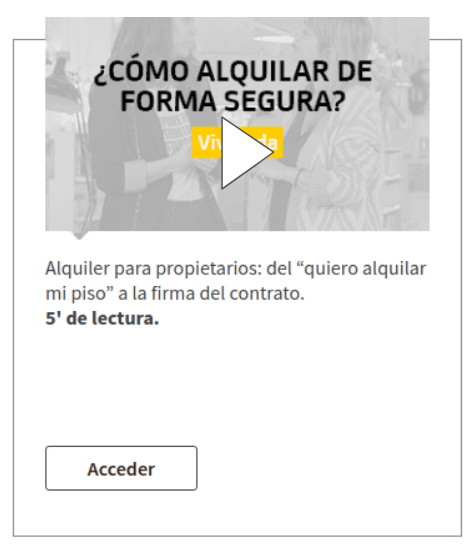 ¿CÓMO ALQUILAR DE
FORMA SEGURA?
Alquiler para propietarios: del “quiero alquilar
mi piso” a la firma del contrato.
5' de lectura.
Acceder